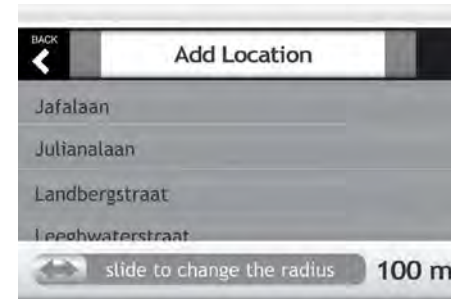 BACK
Add Location
Jafalaan
Julianalaan
Landbergstraat
Leeghwaterstraat
slide to change the radius
100 m